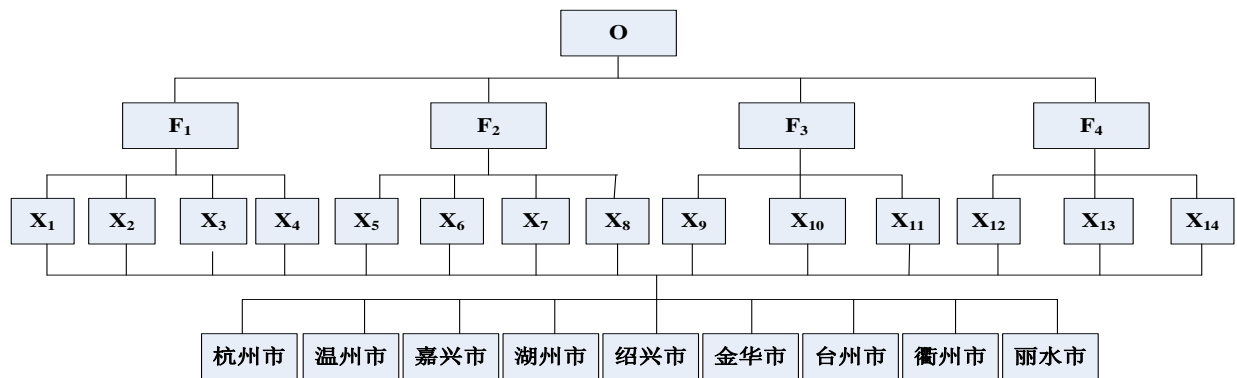 O
F₁ F₂ F₃ F₄
X₁ X₂ X₃ X₄ X₅ X₆ X₇ X₈ X₉ X₁₀ X₁₁ X₁₂ X₁₃ X₁₄
杭州市 温州市 嘉兴市 湖州市 绍兴市 金华市 台州市 衢州市 丽水市